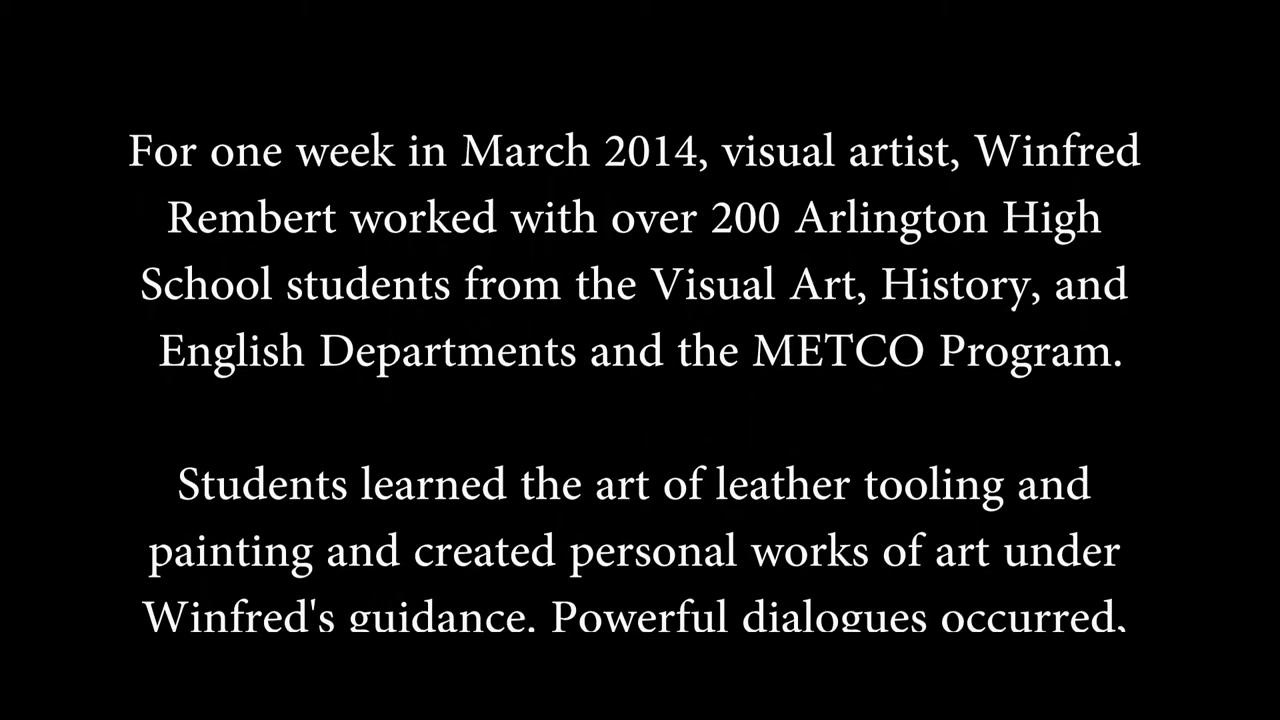 For one week in March 2014, visual artist, Winfred
Rembert worked with over 200 Arlington High
School students from the Visual Art, History, and
English Departments and the METCO Program.
Students learned the art of leather tooling and
painting and created personal works of art under
Winfred's guidance. Powerful dialogues occurred,